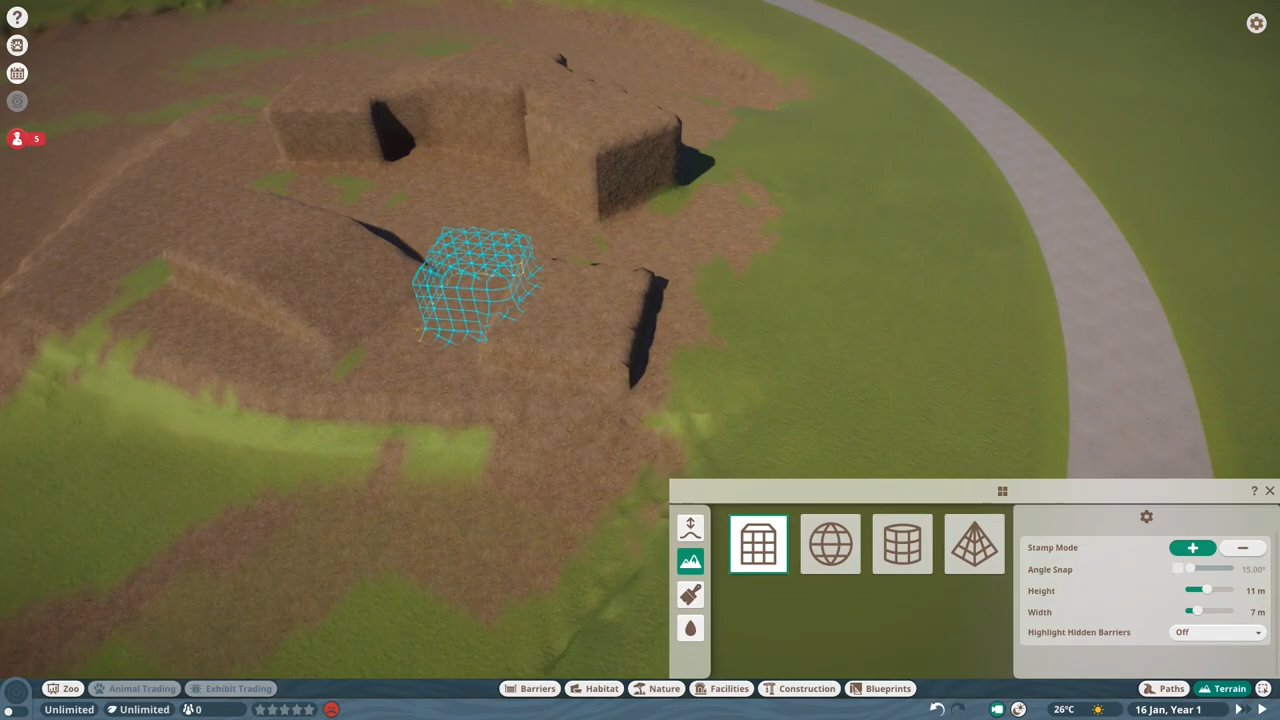 ?
5
?
Stamp Mode
Angle Snap 15.00°
Height 11 m
Width 7 m
Highlight Hidden Barriers Off
Zoo Animal Trading Exhibit Trading Barriers Habitat Nature Facilities Construction Blueprints Paths Terrain
Unlimited Unlimited 0 26°C 16 Jan, Year 1